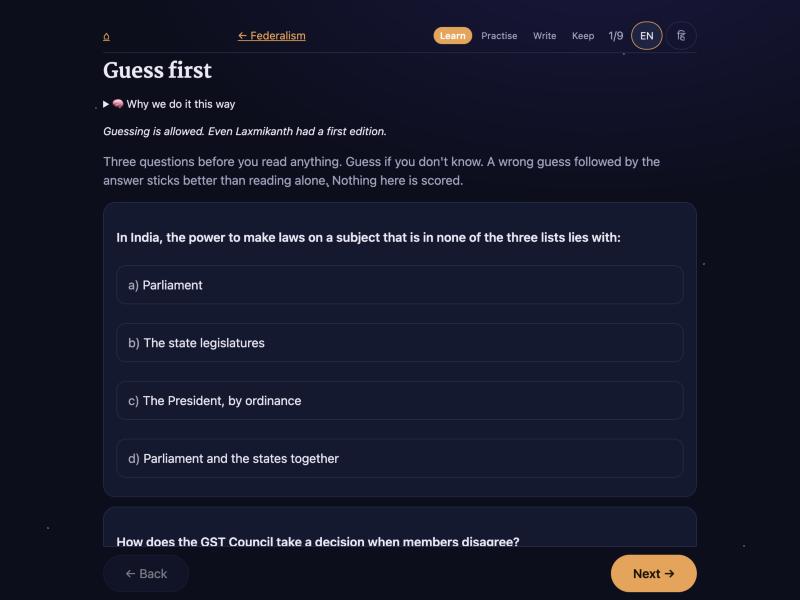 ⌂ ← Federalism Learn Practise Write Keep 1/9 EN हि
Guess first
▶ 🧠 Why we do it this way
Guessing is allowed. Even Laxmikanth had a first edition.
Three questions before you read anything. Guess if you don't know. A wrong guess followed by the
answer sticks better than reading alone. Nothing here is scored.
In India, the power to make laws on a subject that is in none of the three lists lies with:
a) Parliament
b) The state legislatures
c) The President, by ordinance
d) Parliament and the states together
How does the GST Council take a decision when members disagree?
← Back Next →